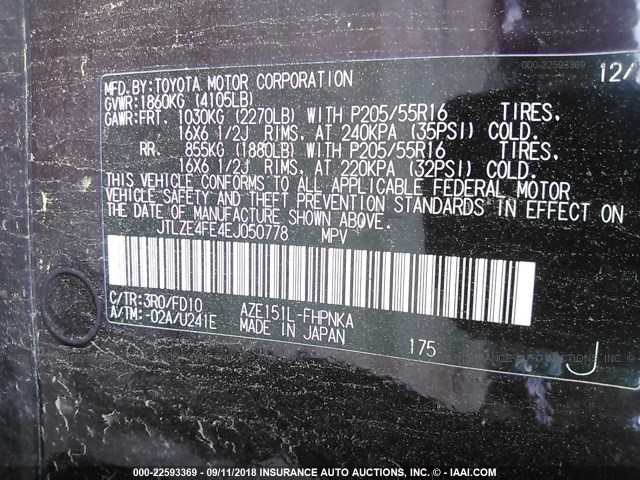 000-22593369
12/
MFD.BY:TOYOTA MOTOR CORPORATION
GVWR:1860KG (4105LB)
GAWR:FRT. 1030KG (2270LB) WITH P205/55R16 TIRES,
16X6 1/2J RIMS, AT 240KPA (35PSI) COLD.
RR. 855KG (1880LB) WITH P205/55R16 TIRES,
16X6 1/2J RIMS, AT 220KPA (32PSI) COLD.
THIS VEHICLE CONFORMS TO ALL APPLICABLE FEDERAL MOTOR
VEHICLE SAFETY AND THEFT PREVENTION STANDARDS IN EFFECT ON
THE DATE OF MANUFACTURE SHOWN ABOVE.
JTLZE4FE4EJ050778 MPV
C/TR:3R0/FD10 AZE151L-FHPNKA
A/TM:-02A/U241E MADE IN JAPAN 175
J
000-22593369
000-22593369 - 09/11/2018 INSURANCE AUTO AUCTIONS, INC. - IAAI.COM